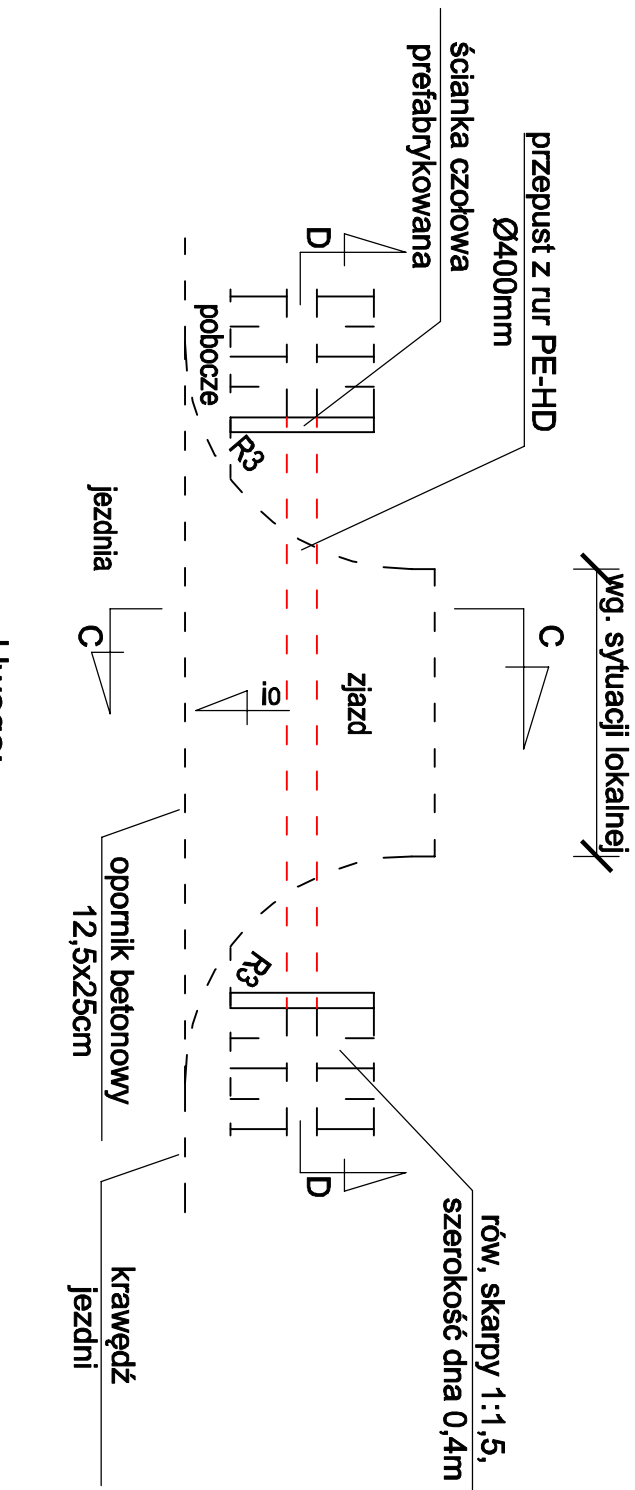 wg. sytuacji lokalnej
przepust z rur PE-HD
Ø400mm
ścianka czołowa
prefabrykowana
D
C
zjazd
rów, skarpy 1:1,5,
szerokość dna 0,4m
D
pobocze
R3
R3
io
jezdnia
C
opornik betonowy
12,5x25cm
krawędź
jezdni